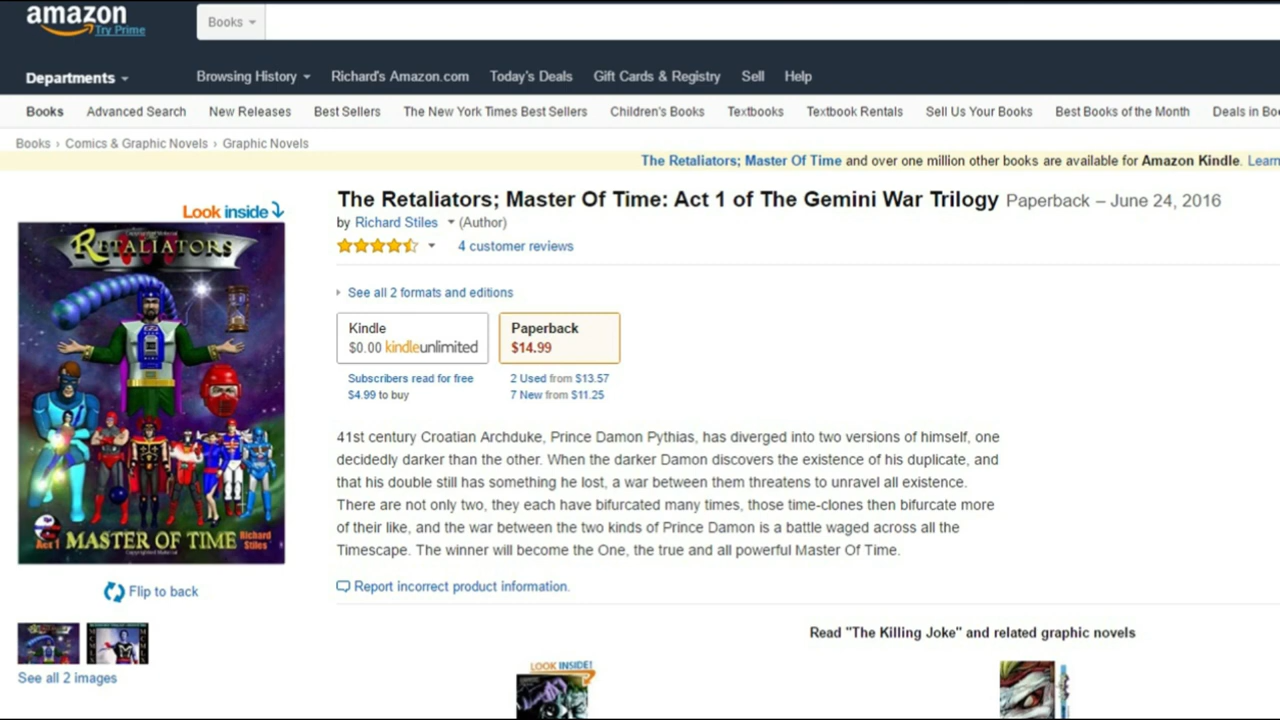 amazon
Try Prime
Books
Departments
Browsing History
Richard's Amazon.com
Today's Deals
Gift Cards & Registry
Sell
Help
Books
Advanced Search
New Releases
Best Sellers
The New York Times Best Sellers
Children's Books
Textbooks
Textbook Rentals
Sell Us Your Books
Best Books of the Month
Deals in Bo
Books › Comics & Graphic Novels › Graphic Novels
The Retaliators; Master Of Time and over one million other books are available for Amazon Kindle. Learn
Look inside
The Retaliators; Master Of Time: Act 1 of The Gemini War Trilogy Paperback – June 24, 2016
by Richard Stiles (Author)
4 customer reviews
See all 2 formats and editions
Kindle
$0.00 kindleunlimited
Subscribers read for free
$4.99 to buy
Paperback
$14.99
2 Used from $13.57
7 New from $11.25
RETALIATORS
Act 1
MASTER OF TIME
Richard
Stiles
41st century Croatian Archduke, Prince Damon Pythias, has diverged into two versions of himself, one
decidedly darker than the other. When the darker Damon discovers the existence of his duplicate, and
that his double still has something he lost, a war between them threatens to unravel all existence.
There are not only two, they each have bifurcated many times, those time-clones then bifurcate more
of their like, and the war between the two kinds of Prince Damon is a battle waged across all the
Timescape. The winner will become the One, the true and all powerful Master Of Time.
Report incorrect product information.
Flip to back
See all 2 images
Read "The Killing Joke" and related graphic novels
LOOK INSIDE!